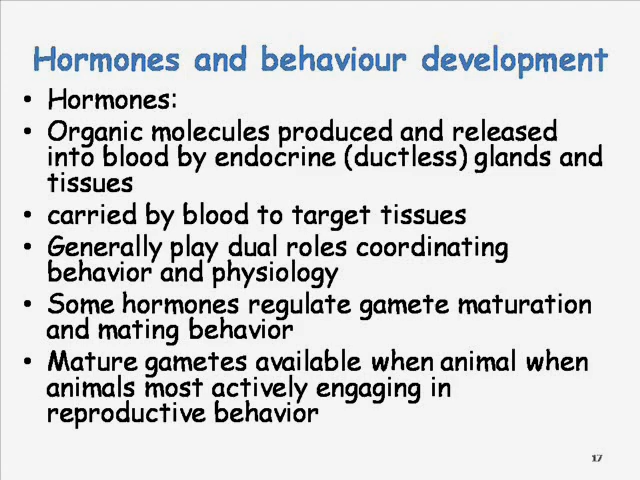 Hormones and behaviour development
• Hormones:
• Organic molecules produced and released
into blood by endocrine (ductless) glands and
tissues
• carried by blood to target tissues
• Generally play dual roles coordinating
behavior and physiology
• Some hormones regulate gamete maturation
and mating behavior
• Mature gametes available when animal when
animals most actively engaging in
reproductive behavior
17